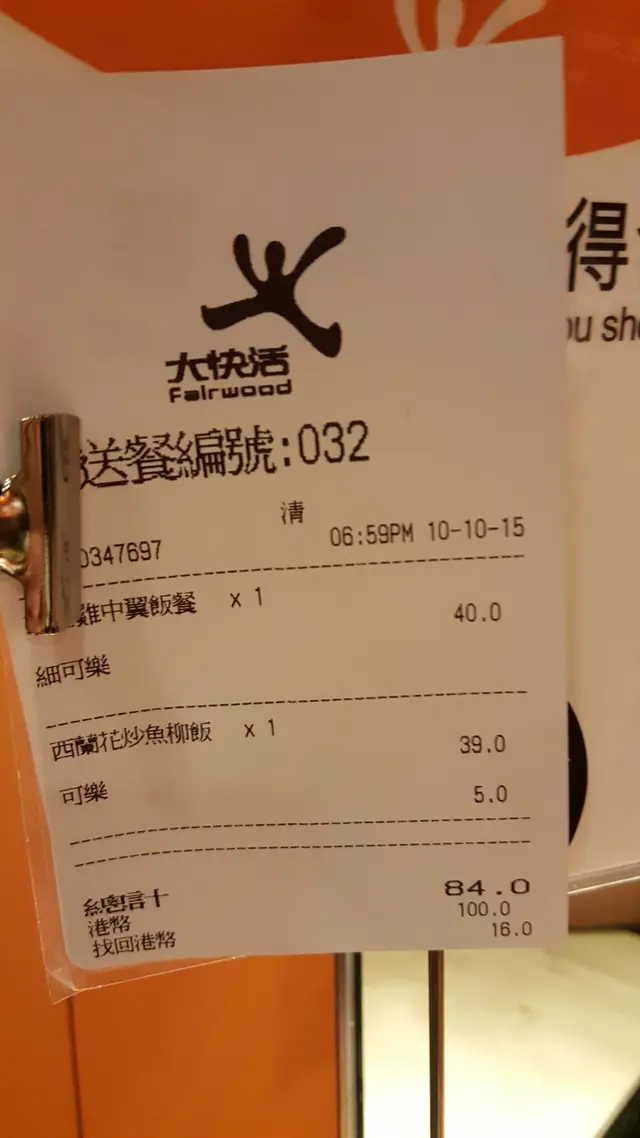 大快活
Fairwood
送餐編號:032
清
0347697 06:59PM 10-10-15
雞中翼飯餐 x 1 40.0
細可樂
西蘭花炒魚柳飯 x 1 39.0
可樂 5.0
總計 84.0
港幣 100.0
找回港幣 16.0
得
ou sh